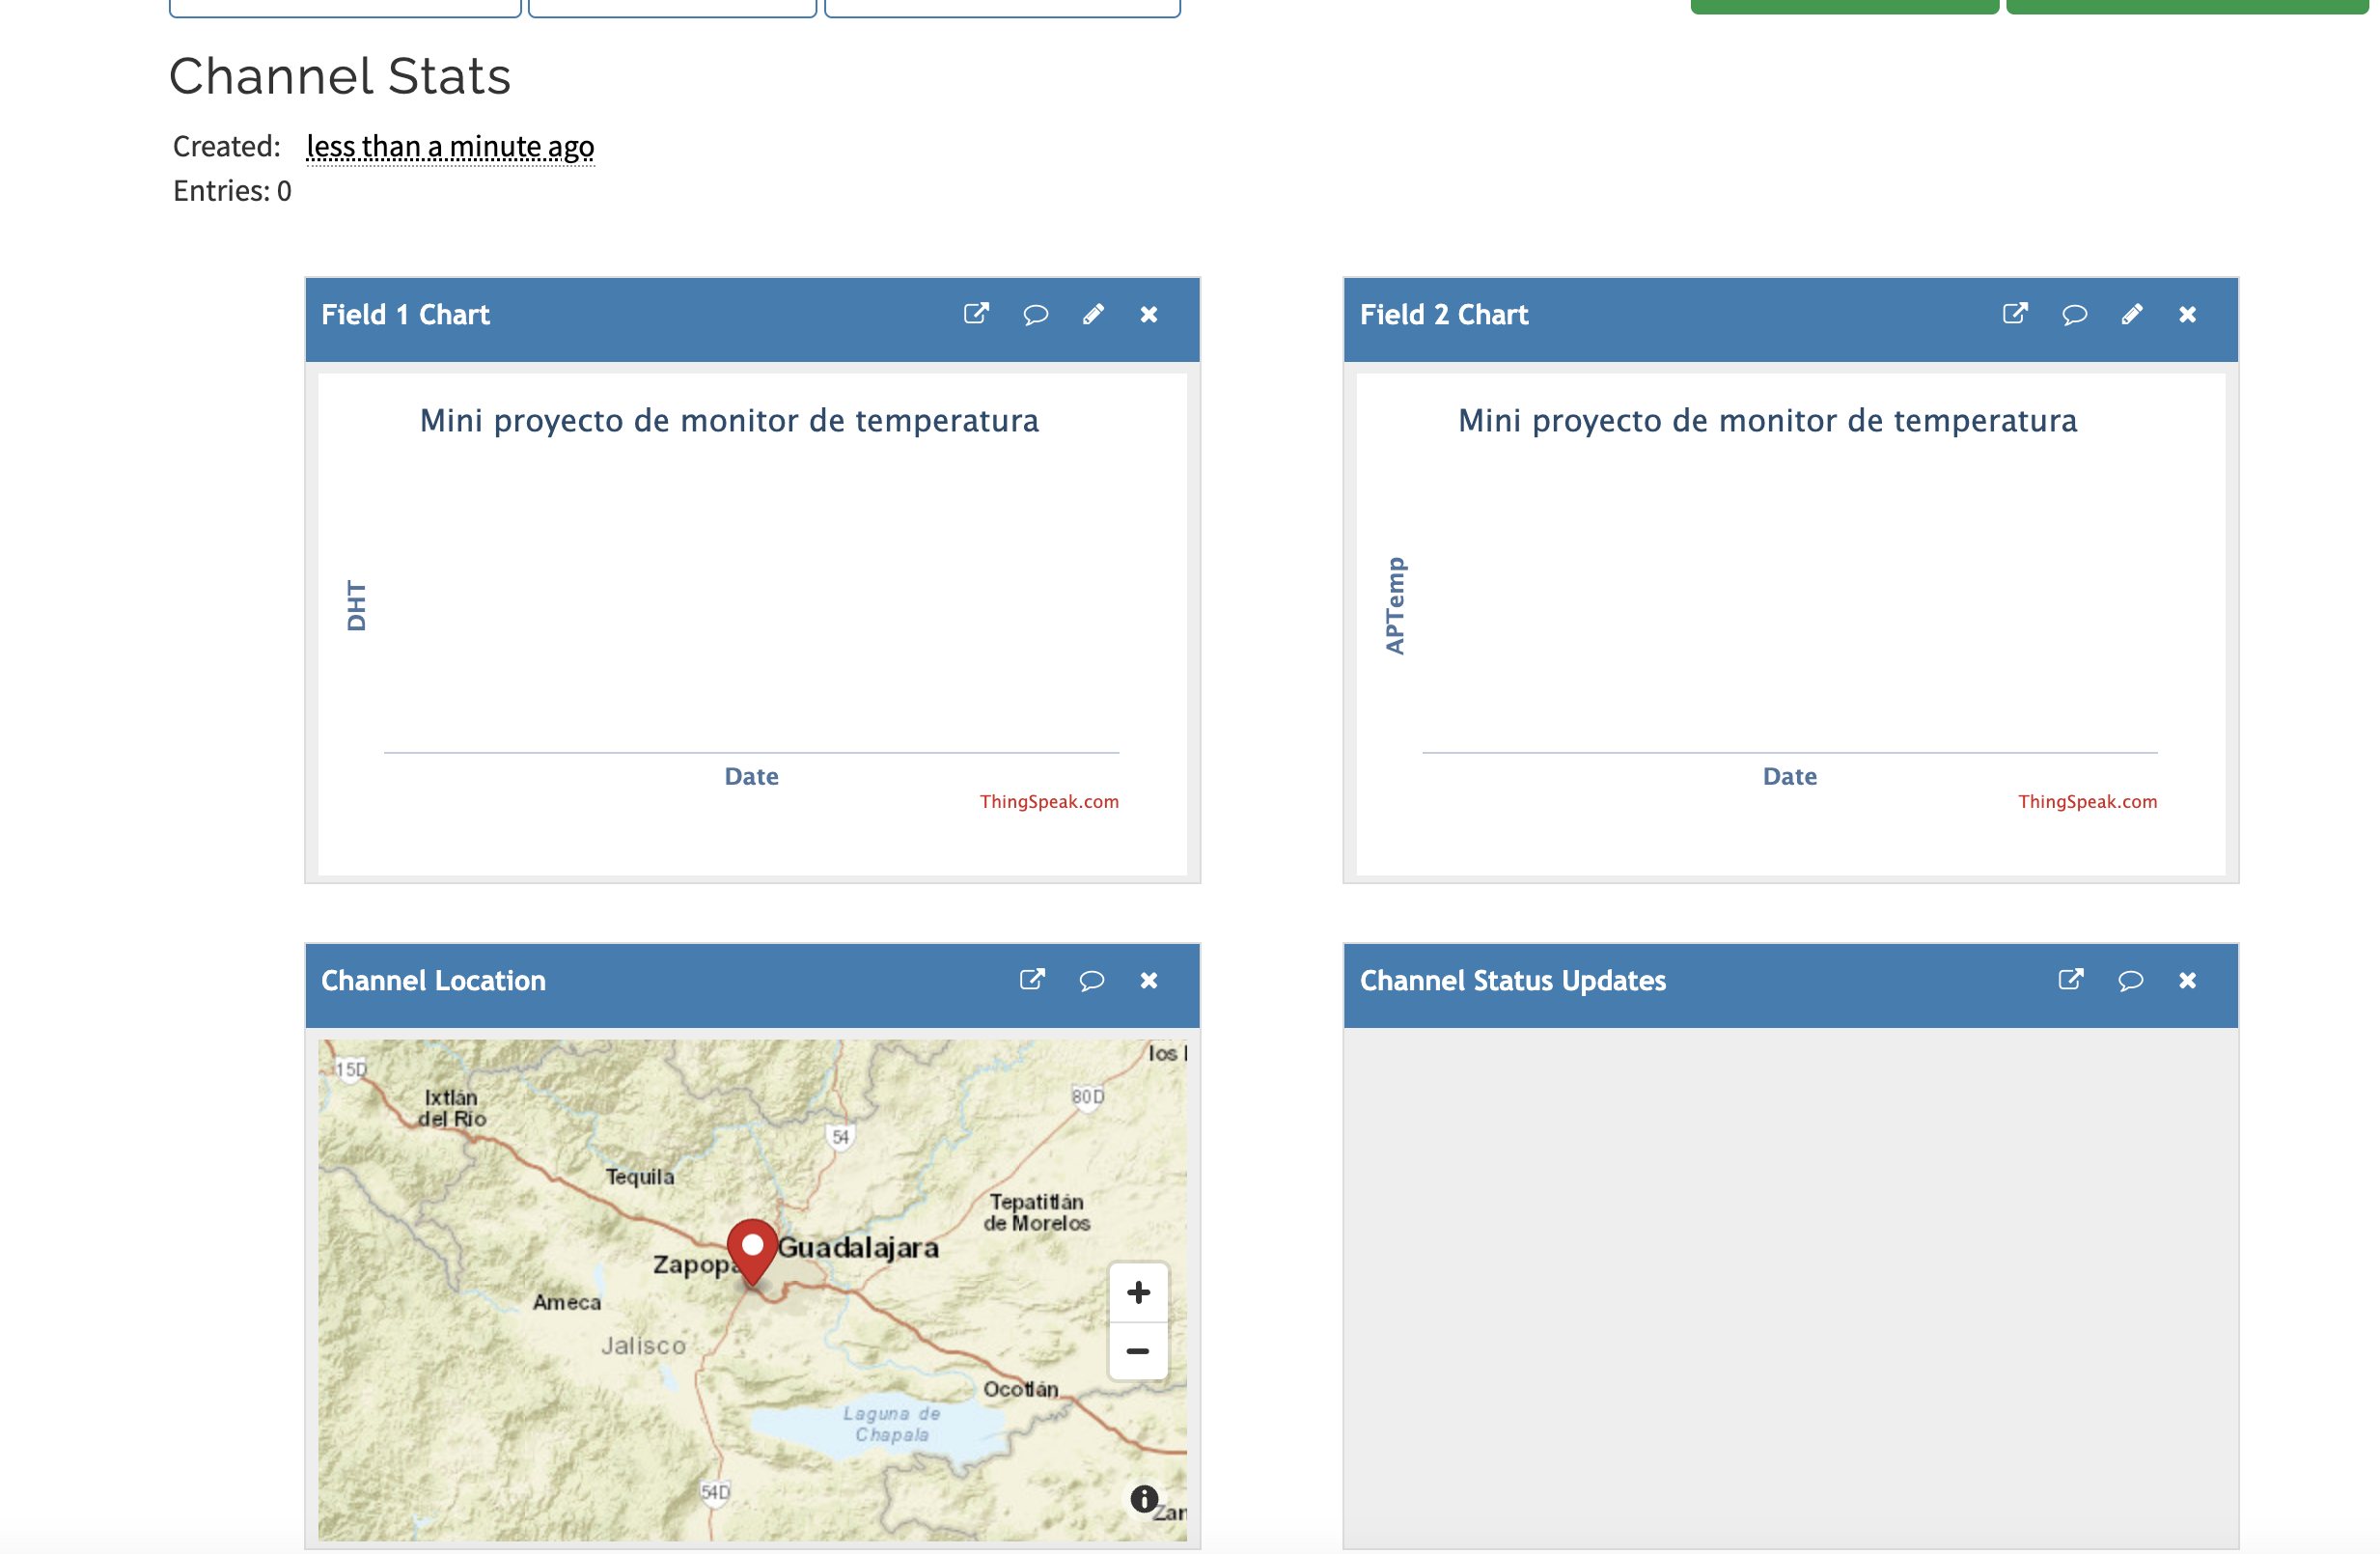 Channel Stats
Created: less than a minute ago
Entries: 0
Field 1 Chart
Mini proyecto de monitor de temperatura
DHT
Date
ThingSpeak.com
Field 2 Chart
Mini proyecto de monitor de temperatura
APTemp
Date
ThingSpeak.com
Channel Location
15D
los
Ixtlán
del Río
80D
54
Tequila
Tepatitlán
de Morelos
Guadalajara
Zapopa
Ameca
Jalisco
+
−
Ocotlán
Laguna de
Chapala
54D
Zar
Channel Status Updates